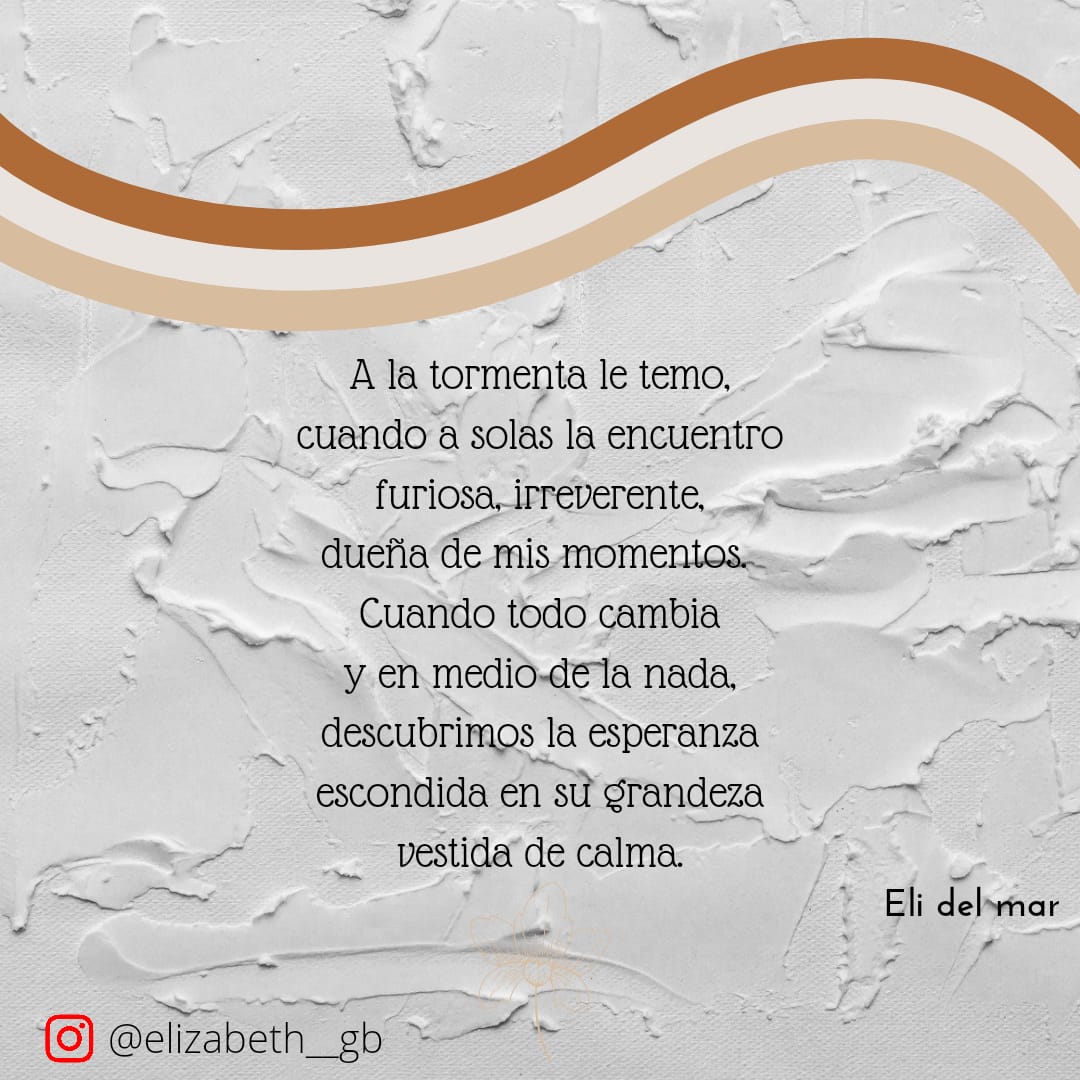 A la tormenta le temo,
cuando a solas la encuentro
furiosa, irreverente,
dueña de mis momentos.
Cuando todo cambia
y en medio de la nada,
descubrimos la esperanza
escondida en su grandeza
vestida de calma.
Eli del mar
@elizabeth__gb